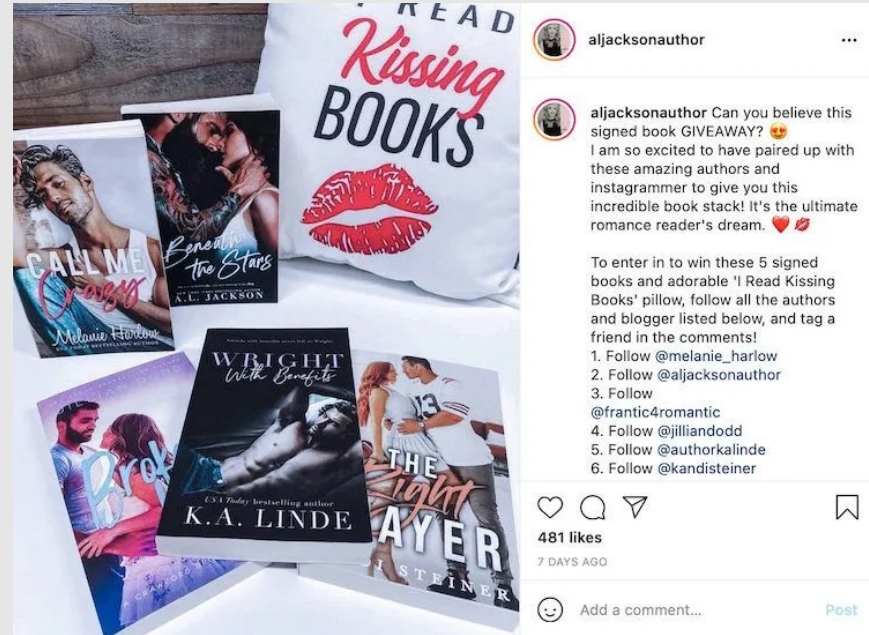 I READ
Kissing
BOOKS
CALL ME
Crazy
Melanie Harlow
Beneath
the Stars
A.L. JACKSON
WRIGHT
With Benefits
USA Today bestselling author
K.A. LINDE
THE
Right
STEINER
aljacksonauthor
aljacksonauthor Can you believe this
signed book GIVEAWAY? 😍
I am so excited to have paired up with
these amazing authors and
instagrammer to give you this
incredible book stack! It's the ultimate
romance reader's dream. ❤️ 💋
To enter in to win these 5 signed
books and adorable 'I Read Kissing
Books' pillow, follow all the authors
and blogger listed below, and tag a
friend in the comments!
1. Follow @melanie_harlow
2. Follow @aljacksonauthor
3. Follow
@frantic4romantic
4. Follow @jilliandodd
5. Follow @authorkalinde
6. Follow @kandisteiner
481 likes
7 DAYS AGO
Add a comment...
Post